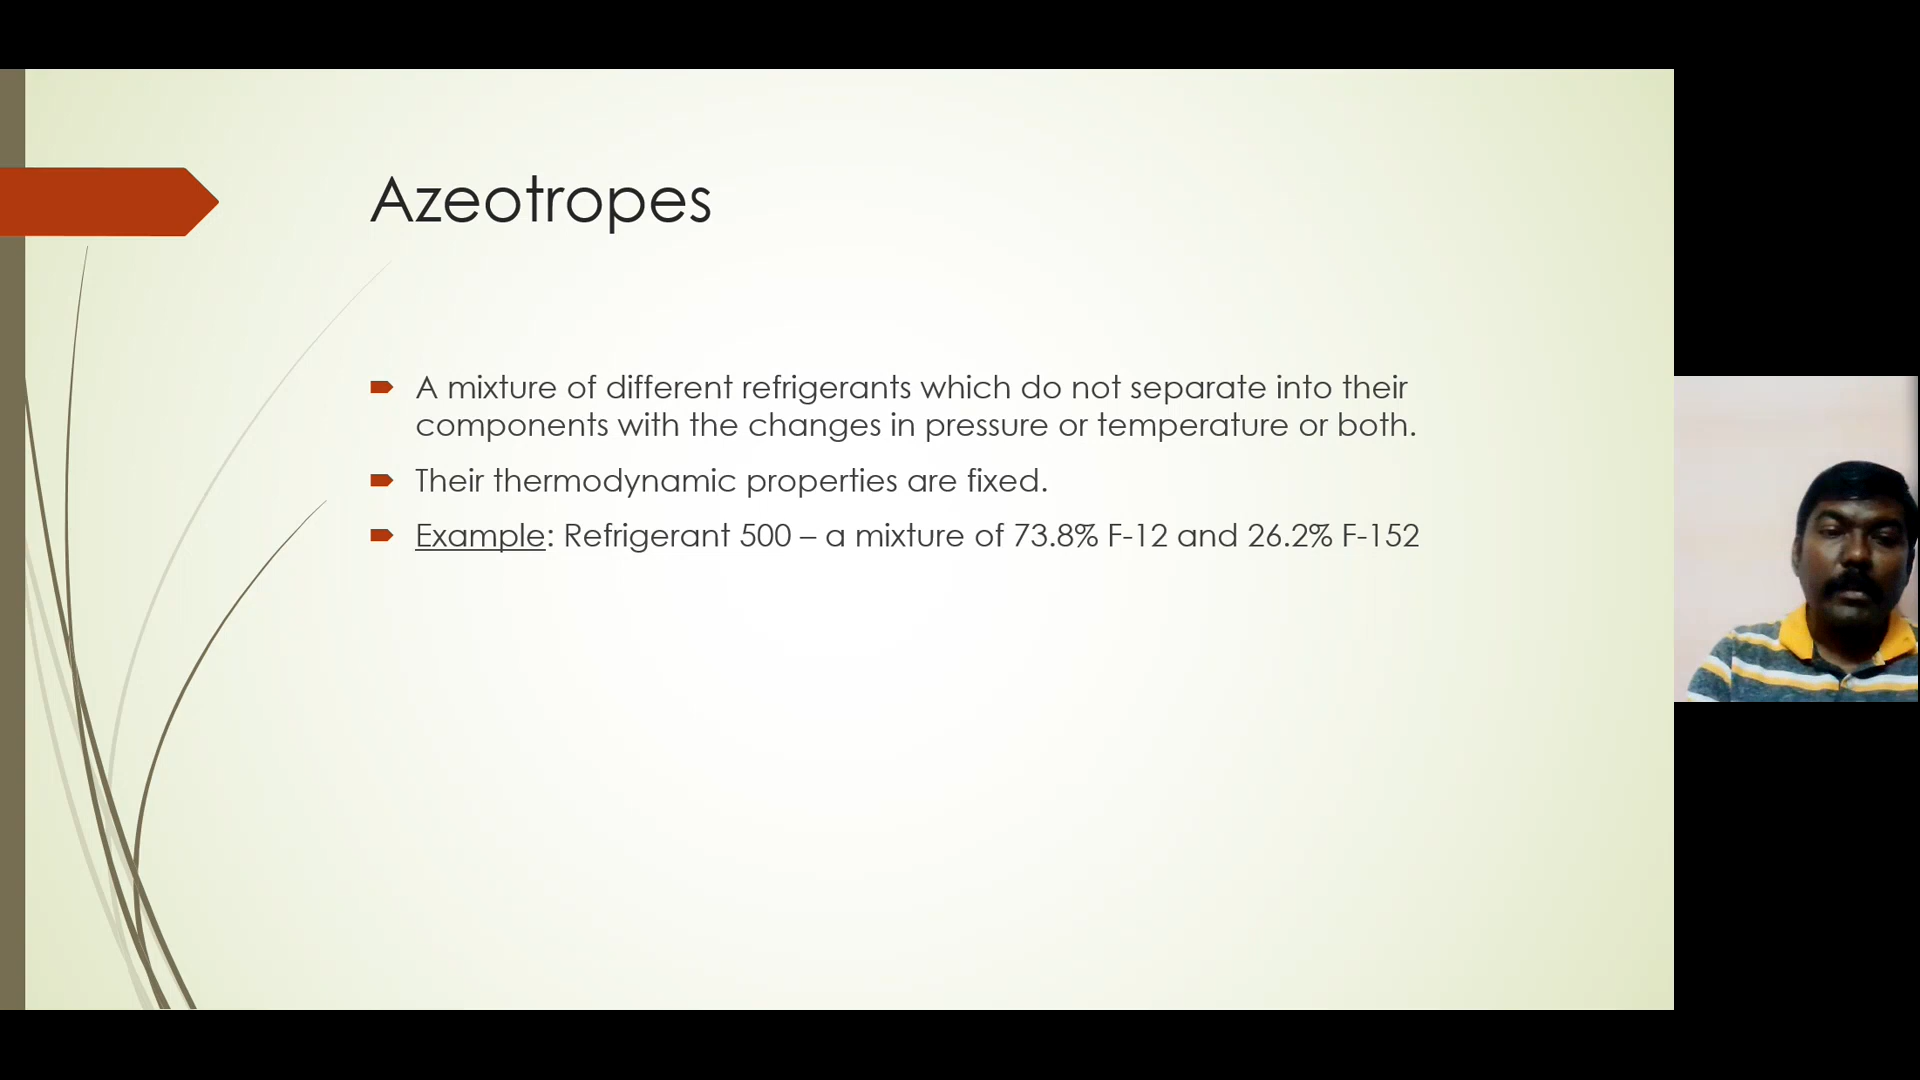 Azeotropes
A mixture of different refrigerants which do not separate into their
components with the changes in pressure or temperature or both.
Their thermodynamic properties are fixed.
Example: Refrigerant 500 – a mixture of 73.8% F-12 and 26.2% F-152